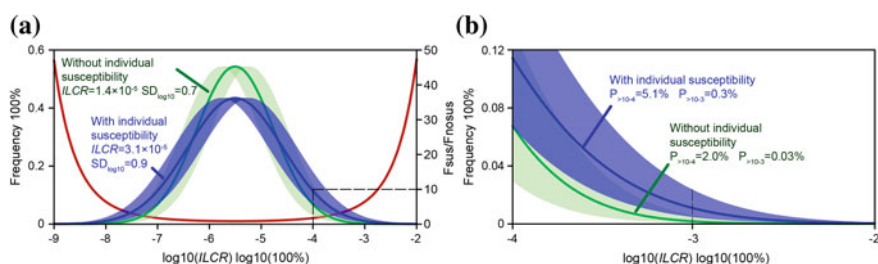 (a)
Frequency 100%
0.6
0.4
0.2
0
Without individual
susceptibility
ILCR=1.4×10⁻⁵ SDlog10=0.7
With individual
susceptibility
ILCR=3.1×10⁻⁵
SDlog10=0.9
50
40
30
20
10
0
Fsus/Fnosus
-9 -8 -7 -6 -5 -4 -3 -2
log10(ILCR) log10(100%)
(b)
Frequency 100%
0.12
0.08
0.04
0
With individual susceptibility
P>10-4=5.1% P>10-3=0.3%
Without individual
susceptibility
P>10-4=2.0% P>10-3=0.03%
-4 -3 -2
log10(ILCR) log10(100%)